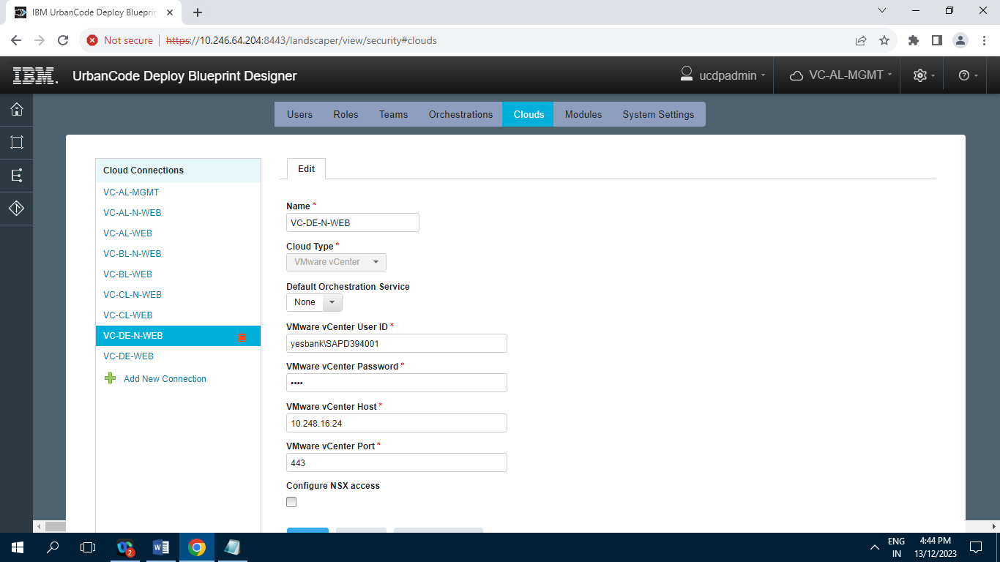 IBM UrbanCode Deploy Blueprin
Not secure https://10.246.64.204:8443/landscaper/view/security#clouds
IBM. UrbanCode Deploy Blueprint Designer
ucdpadmin
VC-AL-MGMT
Users Roles Teams Orchestrations Clouds Modules System Settings
Cloud Connections
VC-AL-MGMT
VC-AL-N-WEB
VC-AL-WEB
VC-BL-N-WEB
VC-BL-WEB
VC-CL-N-WEB
VC-CL-WEB
VC-DE-N-WEB
VC-DE-WEB
Add New Connection
Edit
Name *
VC-DE-N-WEB
Cloud Type *
VMware vCenter
Default Orchestration Service
None
VMware vCenter User ID *
yesbank\SAPD394001
VMware vCenter Password *
••••
VMware vCenter Host *
10.248.16.24
VMware vCenter Port *
443
Configure NSX access
2
ENG
IN
4:44 PM
13/12/2023